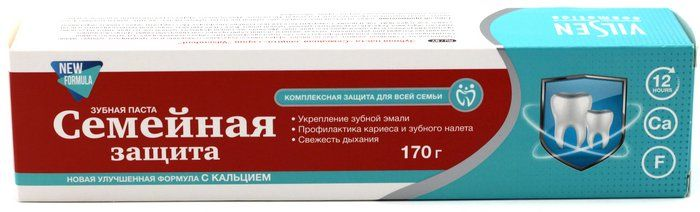 NEW
FORMULA
ЗУБНАЯ ПАСТА
Семейная
защита
НОВАЯ УЛУЧШЕННАЯ ФОРМУЛА С КАЛЬЦИЕМ
КОМПЛЕКСНАЯ ЗАЩИТА ДЛЯ ВСЕЙ СЕМЬИ
• Укрепление зубной эмали
• Профилактика кариеса и зубного налета
• Свежесть дыхания
170 г
VILSEN
cosmetics
12
HOURS
Ca
F